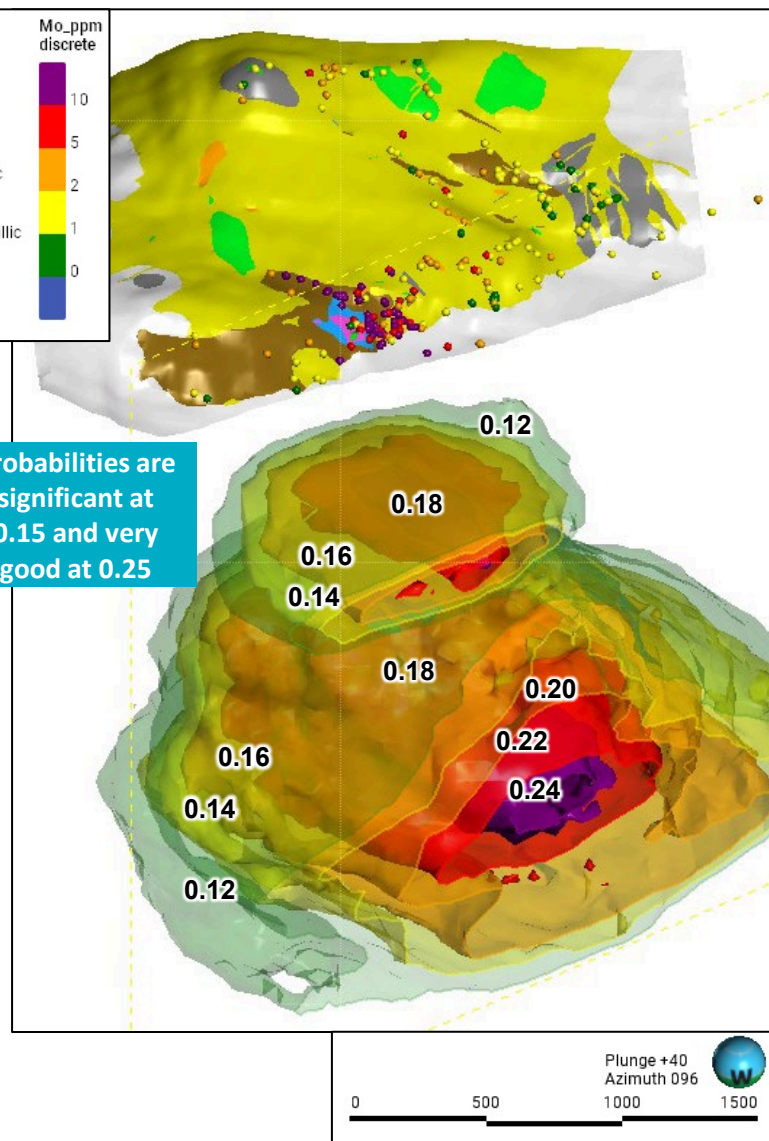 Mo_ppm
discrete
10
5
2
1
0
robabilities are
significant at
0.15 and very
good at 0.25
0.12
0.18
0.16
0.14
0.18
0.20
0.22
0.16
0.24
0.14
0.12
Plunge +40
Azimuth 096
W
0 500 1000 1500